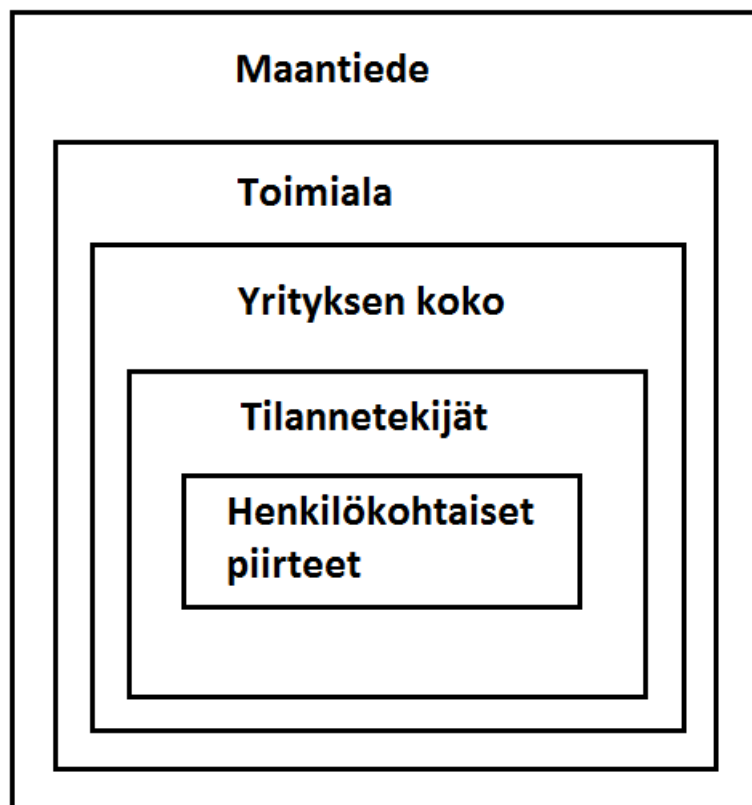 Maantiede
Toimiala
Yrityksen koko
Tilannetekijät
Henkilökohtaiset
piirteet